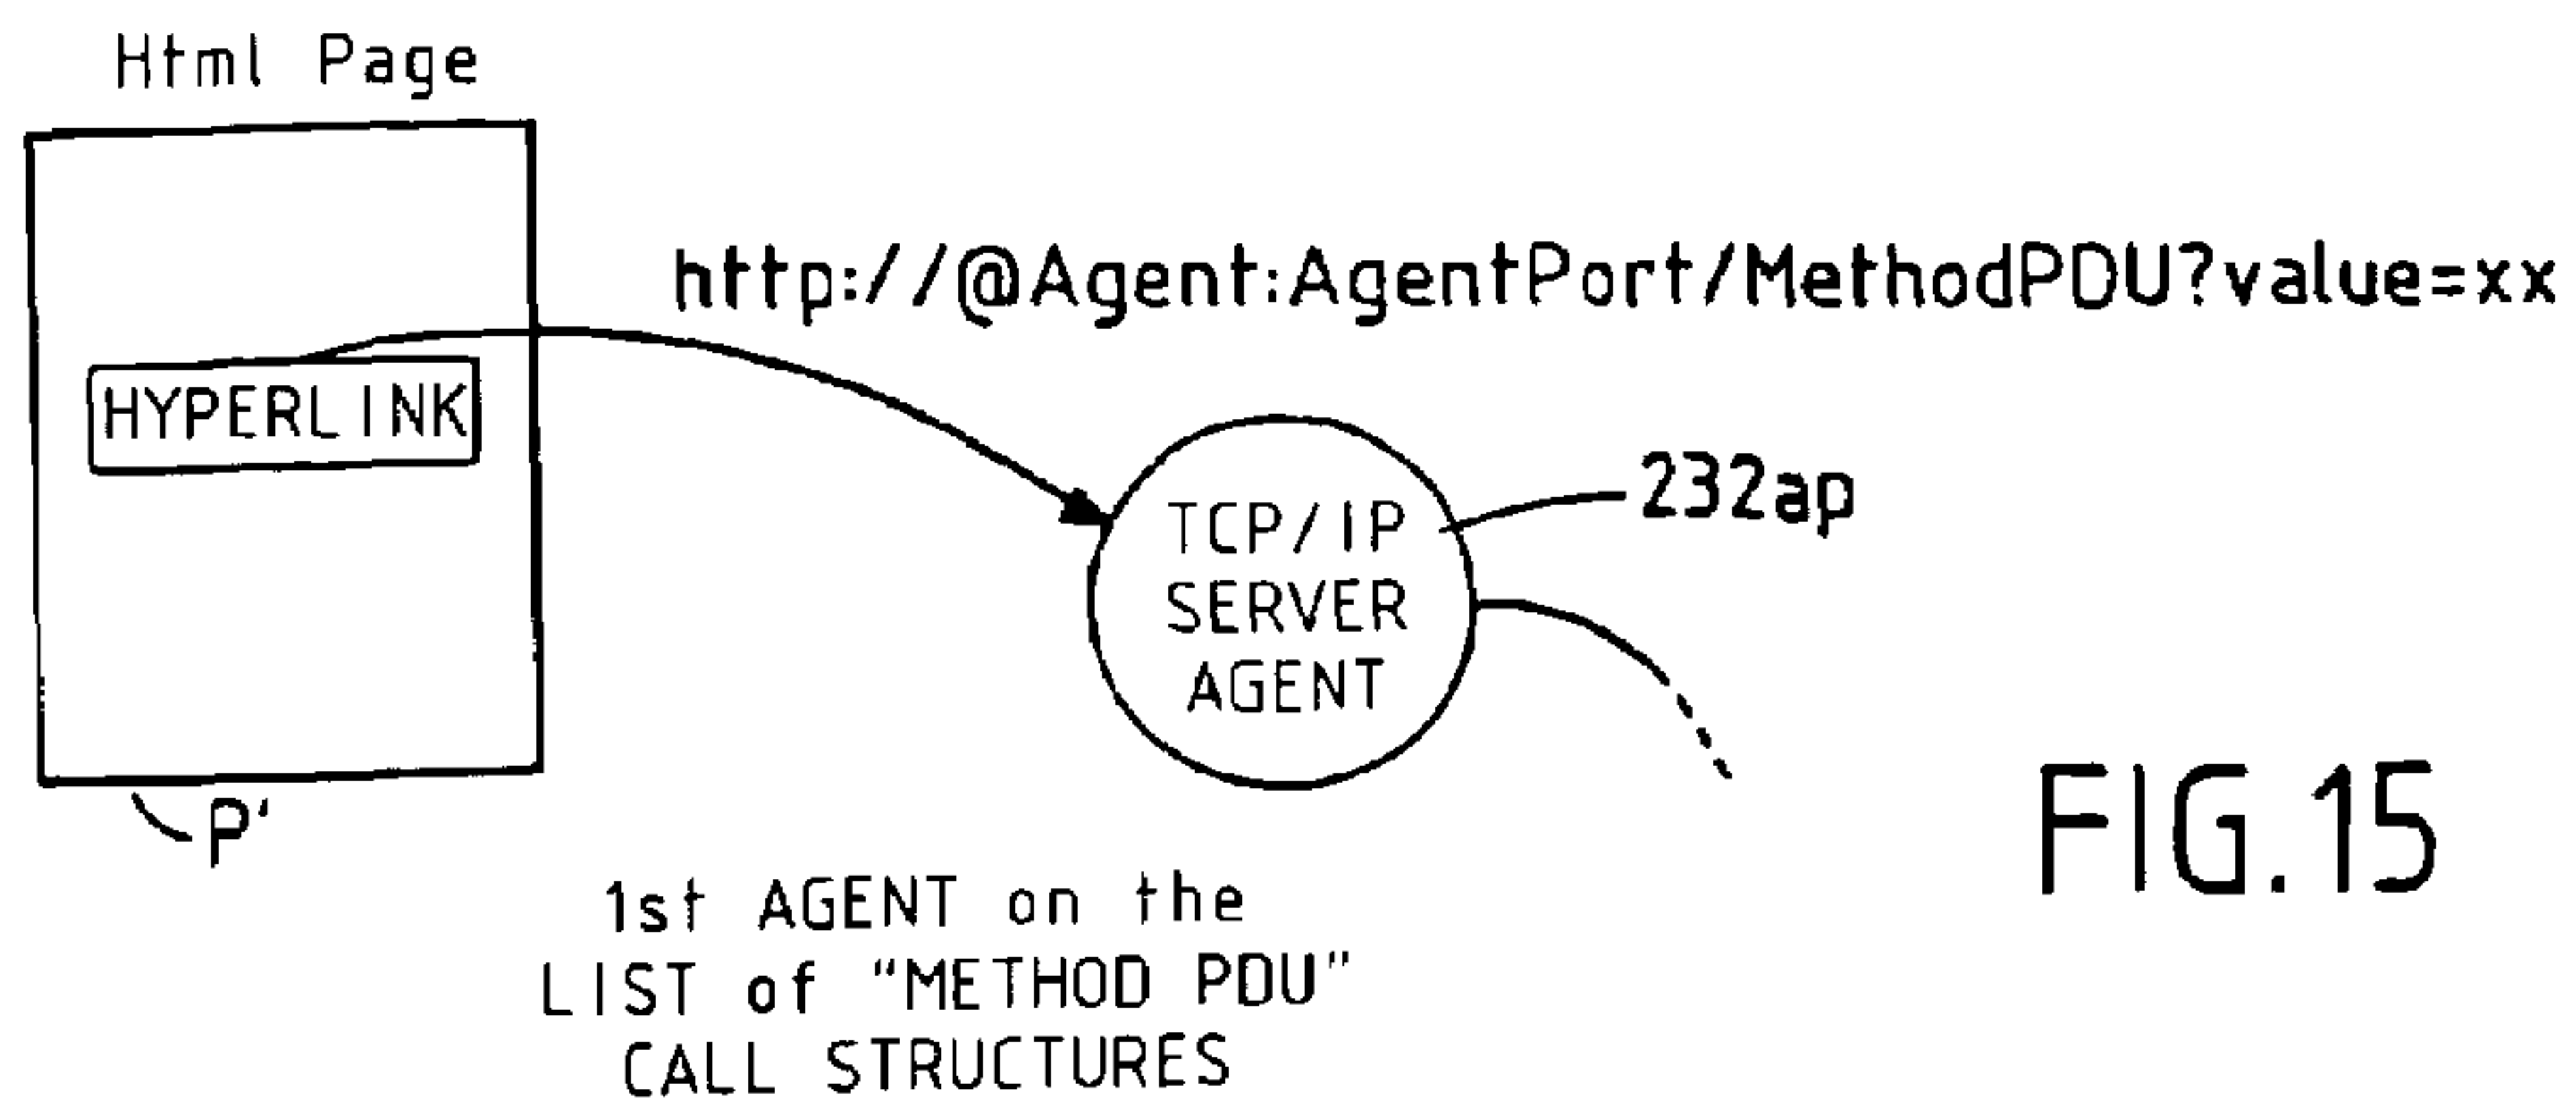 Html Page
http://@Agent:AgentPort/MethodPDU?value=xx
HYPERLINK
TCP/IP
SERVER
AGENT
232ap
P'
1st AGENT on the
LIST of "METHOD PDU"
CALL STRUCTURES
FIG.15